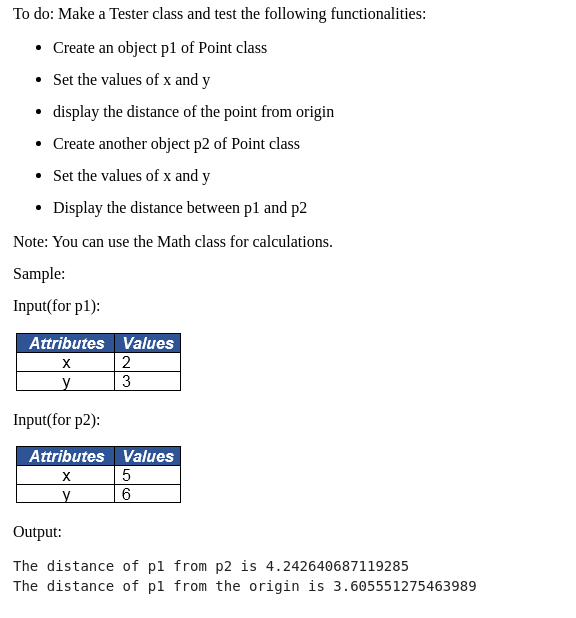 To do: Make a Tester class and test the following functionalities:
• Create an object p1 of Point class
• Set the values of x and y
• display the distance of the point from origin
• Create another object p2 of Point class
• Set the values of x and y
• Display the distance between p1 and p2
Note: You can use the Math class for calculations.
Sample:
Input(for p1):
Attributes Values
x 2
y 3
Input(for p2):
Attributes Values
x 5
y 6
Output:
The distance of p1 from p2 is 4.242640687119285
The distance of p1 from the origin is 3.605551275463989